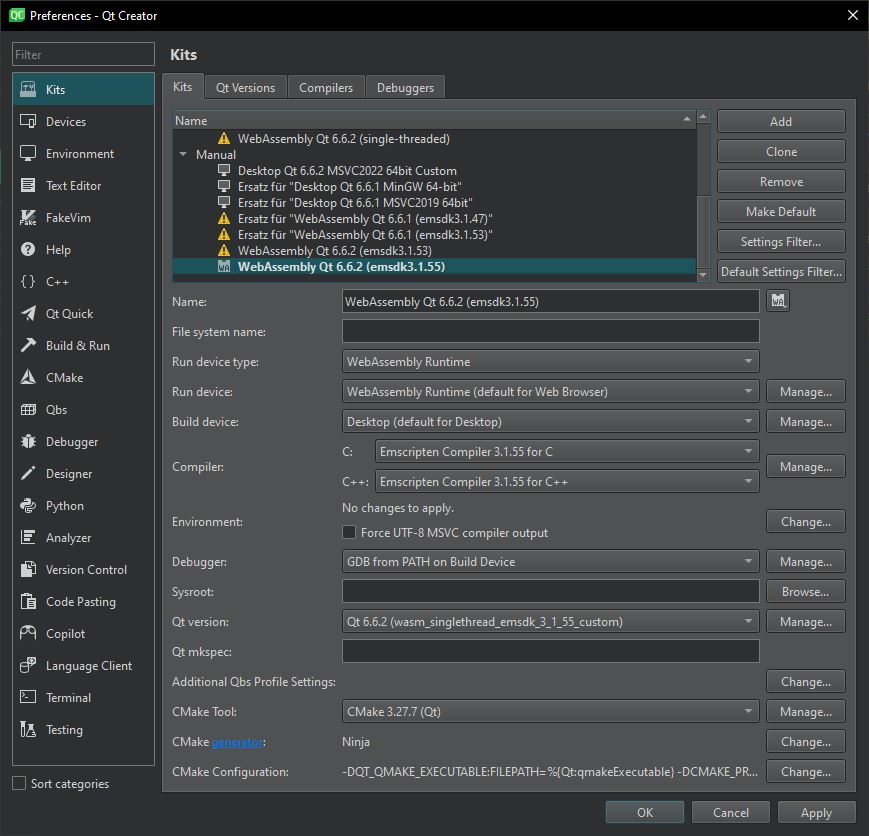 QC Preferences - Qt Creator
Filter
Kits
Devices
Environment
Text Editor
FakeVim
Help
C++
Qt Quick
Build & Run
CMake
Qbs
Debugger
Designer
Python
Analyzer
Version Control
Code Pasting
Copilot
Language Client
Terminal
Testing
Sort categories
Kits
Kits Qt Versions Compilers Debuggers
Name
WebAssembly Qt 6.6.2 (single-threaded)
Manual
Desktop Qt 6.6.2 MSVC2022 64bit Custom
Ersatz für "Desktop Qt 6.6.1 MinGW 64-bit"
Ersatz für "Desktop Qt 6.6.1 MSVC2019 64bit"
Ersatz für "WebAssembly Qt 6.6.1 (emsdk3.1.47)"
Ersatz für "WebAssembly Qt 6.6.1 (emsdk3.1.53)"
WebAssembly Qt 6.6.2 (emsdk3.1.53)
WA WebAssembly Qt 6.6.2 (emsdk3.1.55)
Add
Clone
Remove
Make Default
Settings Filter...
Default Settings Filter...
Name: WebAssembly Qt 6.6.2 (emsdk3.1.55) WA
File system name:
Run device type: WebAssembly Runtime
Run device: WebAssembly Runtime (default for Web Browser) Manage...
Build device: Desktop (default for Desktop) Manage...
Compiler: C: Emscripten Compiler 3.1.55 for C Manage...
C++: Emscripten Compiler 3.1.55 for C++
Environment: No changes to apply. Change...
Force UTF-8 MSVC compiler output
Debugger: GDB from PATH on Build Device Manage...
Sysroot: Browse...
Qt version: Qt 6.6.2 (wasm_singlethread_emsdk_3_1_55_custom) Manage...
Qt mkspec:
Additional Qbs Profile Settings: Change...
CMake Tool: CMake 3.27.7 (Qt) Manage...
CMake generator: Ninja Change...
CMake Configuration: -DQT_QMAKE_EXECUTABLE:FILEPATH=%{Qt:qmakeExecutable} -DCMAKE_PR... Change...
OK Cancel Apply